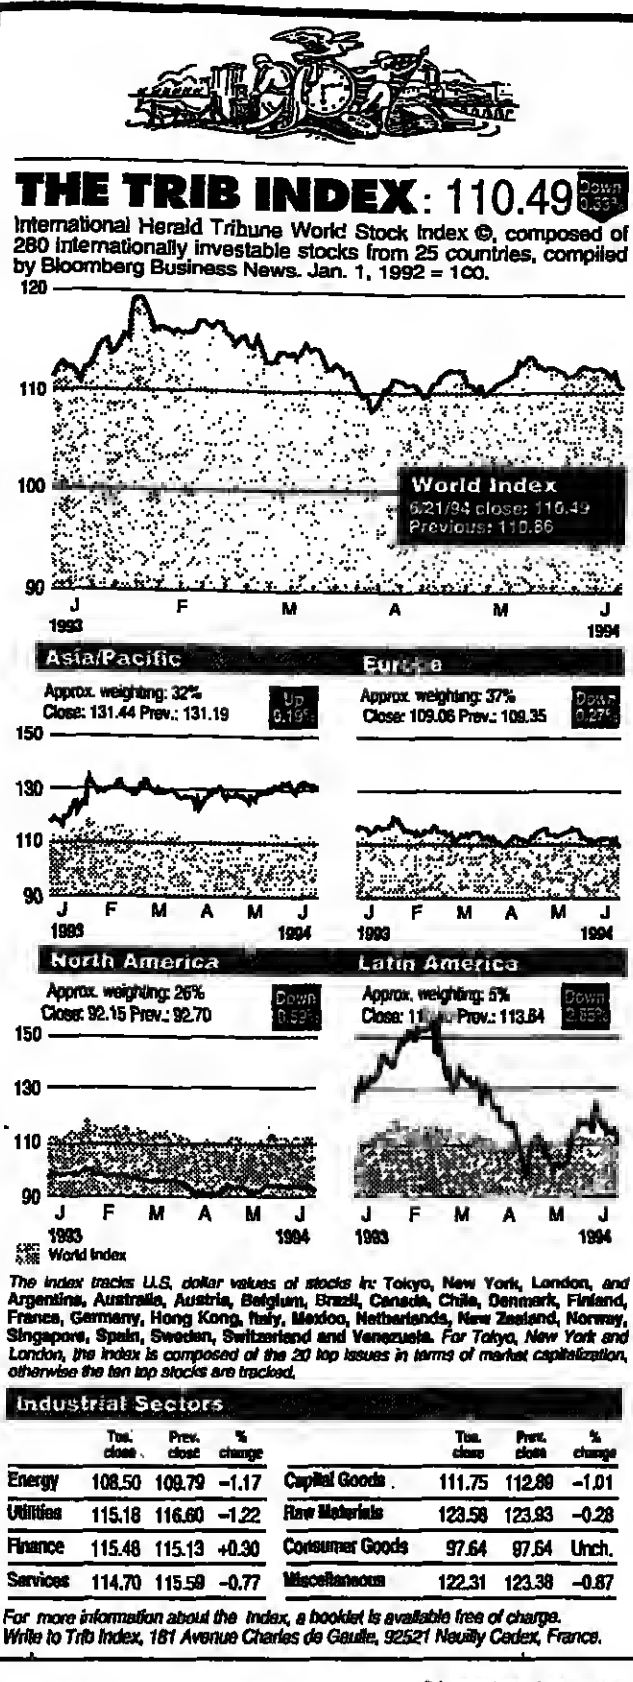 THE TRIB INDEX: 110.49 Down 0.33%
International Herald Tribune World Stock Index ©, composed of
280 internationally investable stocks from 25 countries, compiled
by Bloomberg Business News. Jan. 1, 1992 = 100.
120
110
100
90
World Index
6/21/94 close: 110.49
Previous: 110.86
J F M A M J
1993 1994
Asia/Pacific
Approx. weighting: 32%
Close: 131.44 Prev.: 131.19
Up
0.19%
150
130
110
90
J F M A M J
1993 1994
Europe
Approx. weighting: 37%
Close: 109.06 Prev.: 109.35
Down
0.27%
J F M A M J
1993 1994
North America
Approx. weighting: 26%
Close: 92.15 Prev.: 92.70
Down
0.59%
150
130
110
90
J F M A M J
1993 1994
World Index
Latin America
Approx. weighting: 5%
Close: Prev.: 113.64
Down
2.65%
J F M A M J
1993 1994
The index tracks U.S. dollar values of stocks in: Tokyo, New York, London, and
Argentina, Australia, Austria, Belgium, Brazil, Canada, Chile, Denmark, Finland,
France, Germany, Hong Kong, Italy, Mexico, Netherlands, New Zealand, Norway,
Singapore, Spain, Sweden, Switzerland and Venezuela. For Tokyo, New York and
London, the index is composed of the 20 top issues in terms of market capitalization,
otherwise the ten top stocks are tracked.
Industrial Sectors
Tue. close Prev. close % change Tue. close Prev. close % change
Energy 108.50 109.79 –1.17 Capital Goods 111.75 112.89 –1.01
Utilities 115.18 116.60 –1.22 Raw Materials 123.58 123.93 –0.28
Finance 115.48 115.13 +0.30 Consumer Goods 97.64 97.64 Unch.
Services 114.70 115.59 –0.77 Miscellaneous 122.31 123.38 –0.87
For more information about the Index, a booklet is available free of charge.
Write to Trib Index, 181 Avenue Charles de Gaulle, 92521 Neuilly Cedex, France.